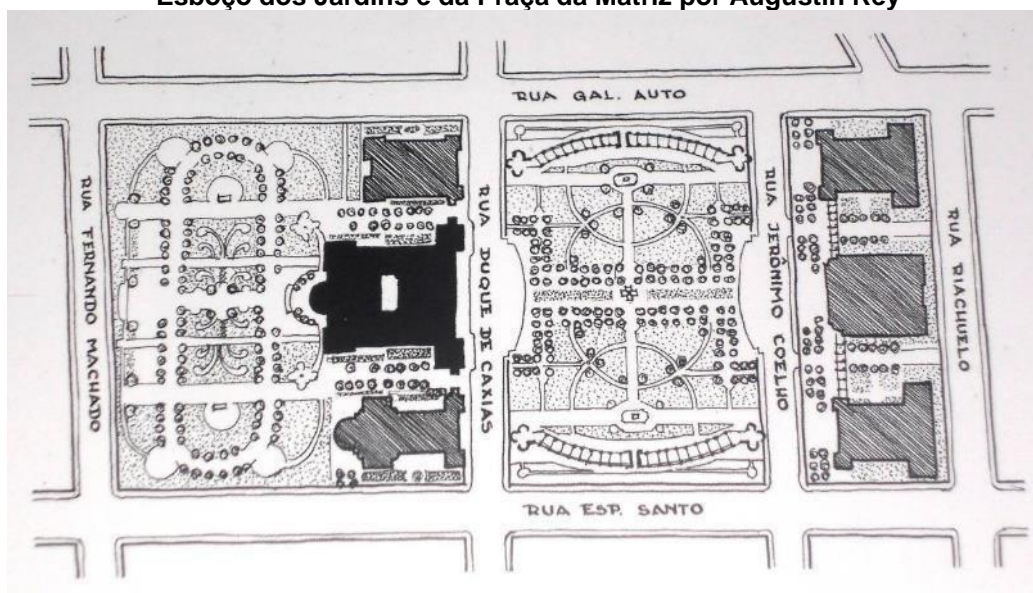 Esboço dos Jardins e da Praça da Matriz por Augustin Rey
RUA GAL. AUTO
RUA FERNANDO MACHADO
RUA DUQUE DE CAXIAS
RUA JERÔNIMO COELHO
RUA RIACHUELO
RUA ESP. SANTO